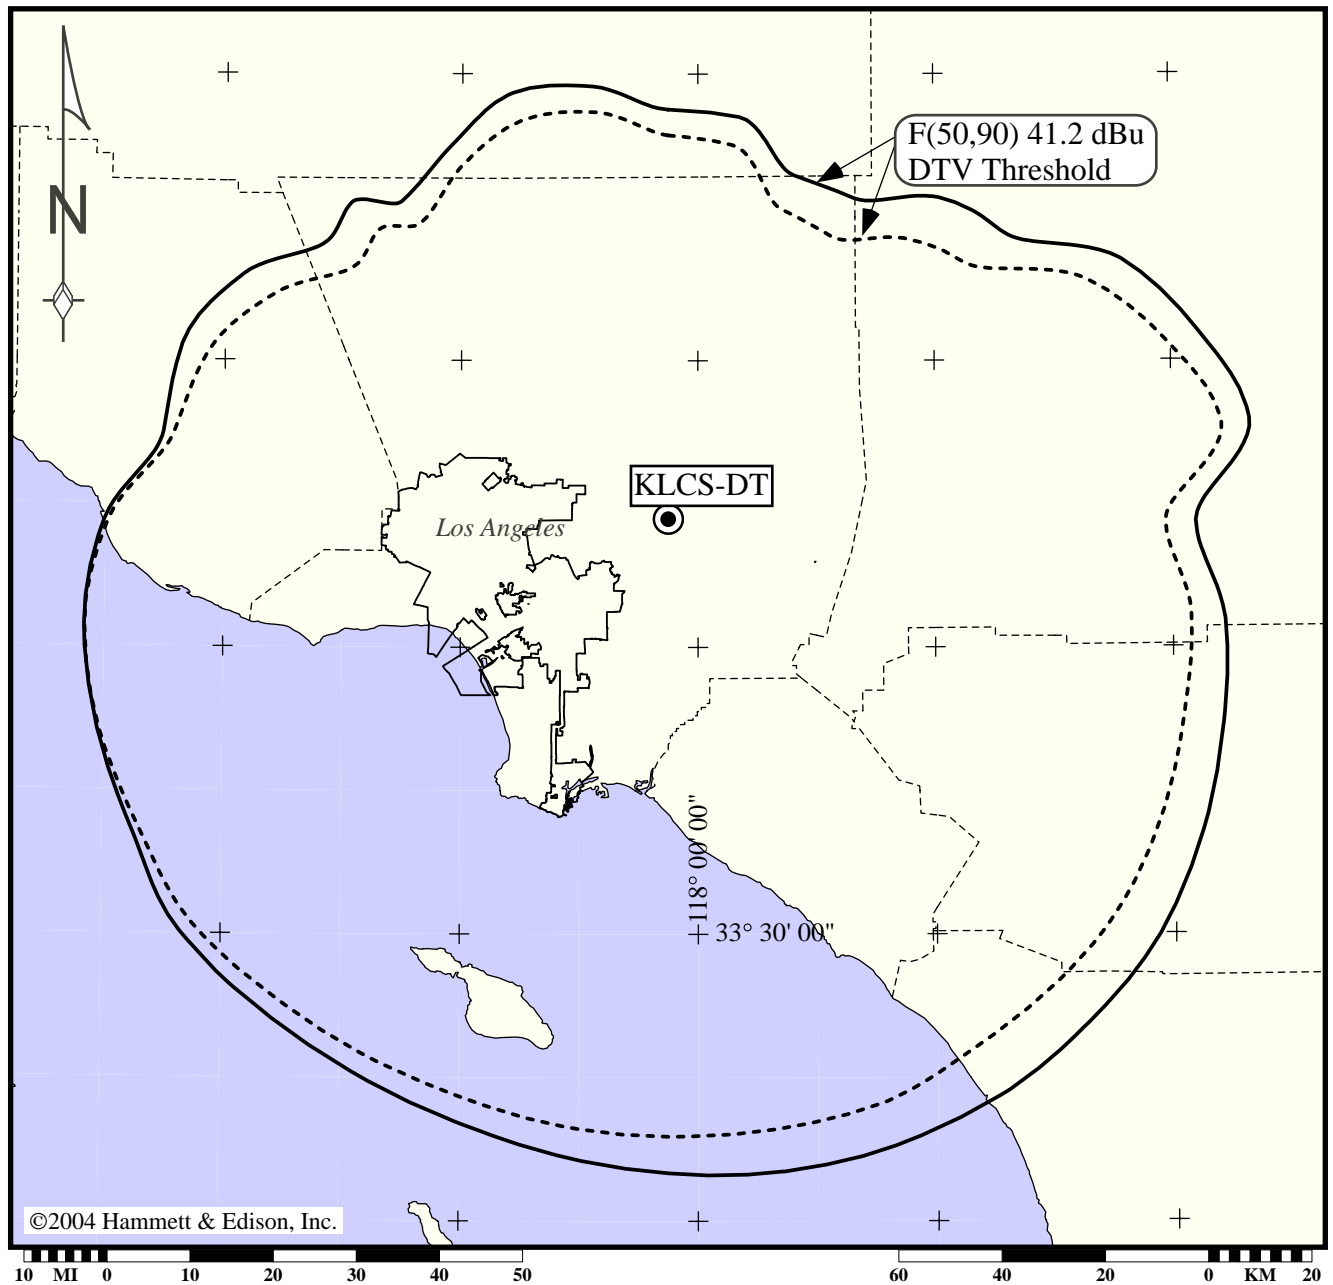 F(50,90) 41.2 dBu
DTV Threshold
N
KLCS-DT
Los Angeles
118° 00' 00"
33° 30' 00"
©2004 Hammett & Edison, Inc.
10 MI 0 10 20 30 40 50 60 40 20 0 KM 20